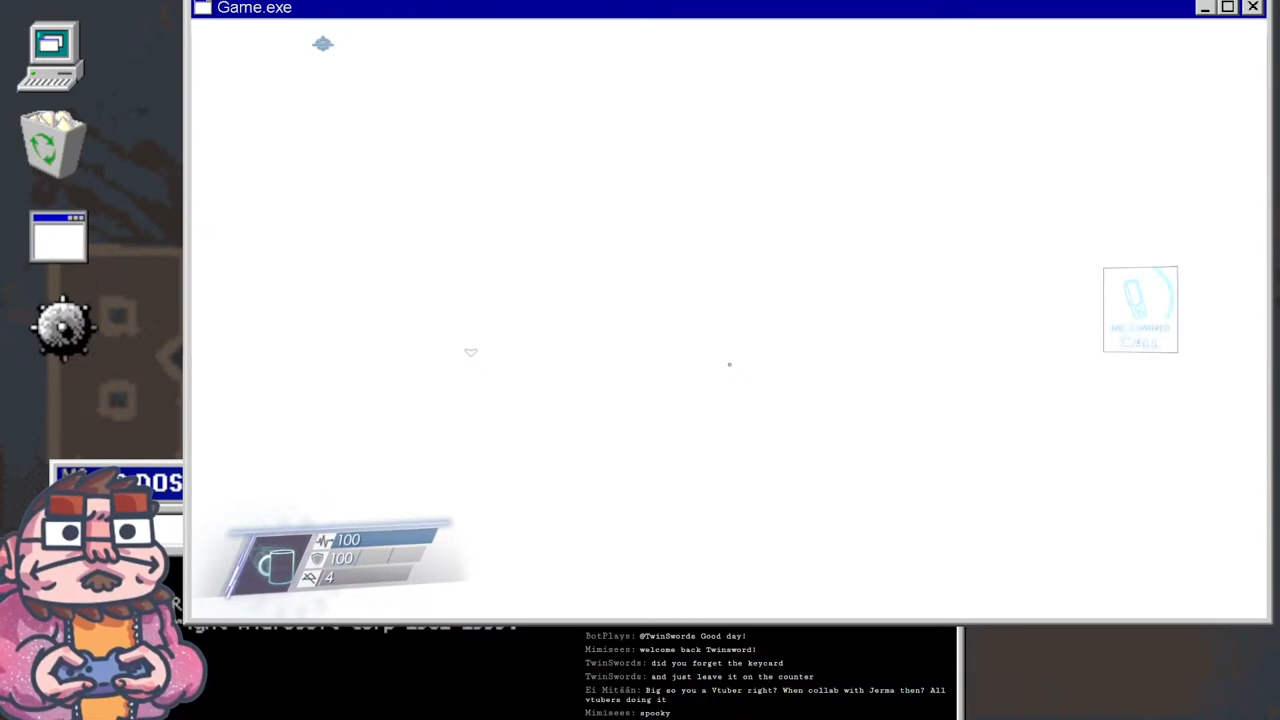 Game.exe
CALL
100
100
4
DOS
BotPlays: @TwinSwords Good day!
Mimisees: welcome back Twinsword!
TwinSwords: did you forget the keycard
TwinSwords: and just leave it on the counter
Ei Mitään: Big so you a Vtuber right? When collab with Jerma then? All
vtubers doing it
Mimisees: spooky